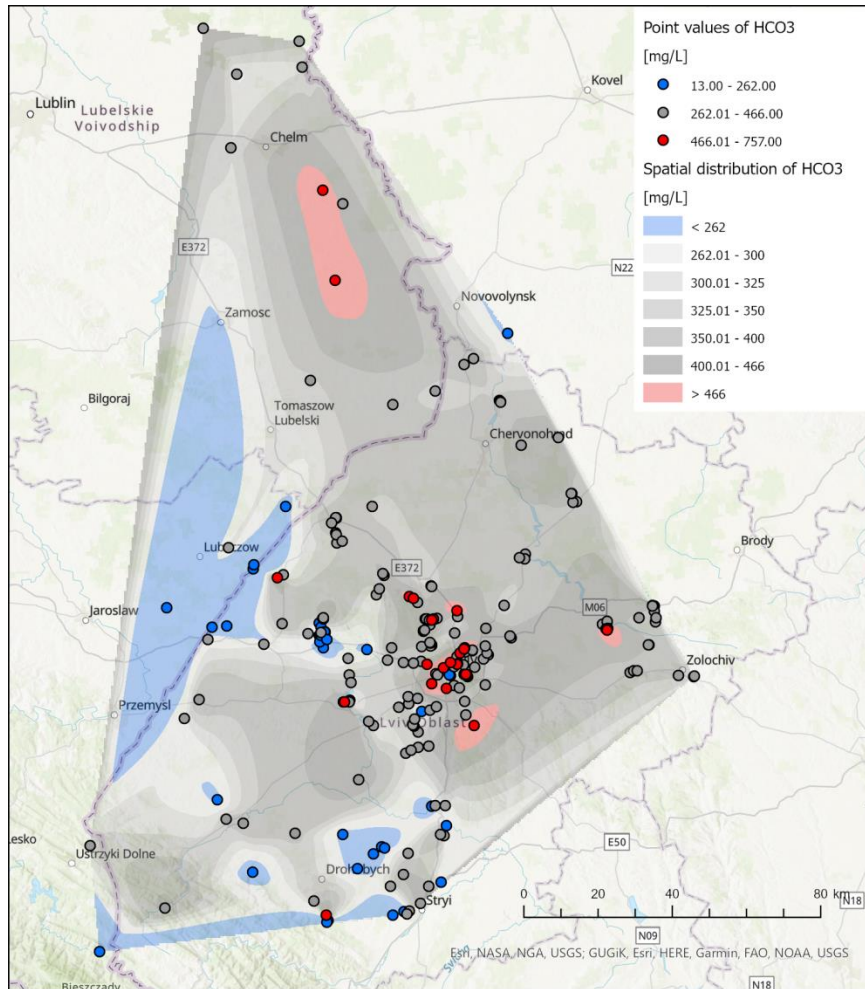 Point values of HCO3
[mg/L]
13.00 - 262.00
262.01 - 466.00
466.01 - 757.00
Spatial distribution of HCO3
[mg/L]
< 262
262.01 - 300
300.01 - 325
325.01 - 350
350.01 - 400
400.01 - 466
> 466
Kovel
Lublin
Lubelskie
Voivodship
Chelm
E372
N22
Novovolynsk
Zamosc
Bilgoraj
Tomaszow
Lubelski
Chervonohrad
Brody
Lubaczow
E372
M06
Jaroslaw
Zolochiv
Przemysl
Lviv Oblast
Lesko
Ustrzyki Dolne
E50
Drohobych
Stryi
0 20 40 80 km
N18
N09
Esri, NASA, NGA, USGS; GUGiK, Esri, HERE, Garmin, FAO, NOAA, USGS
N18
Bieszczady